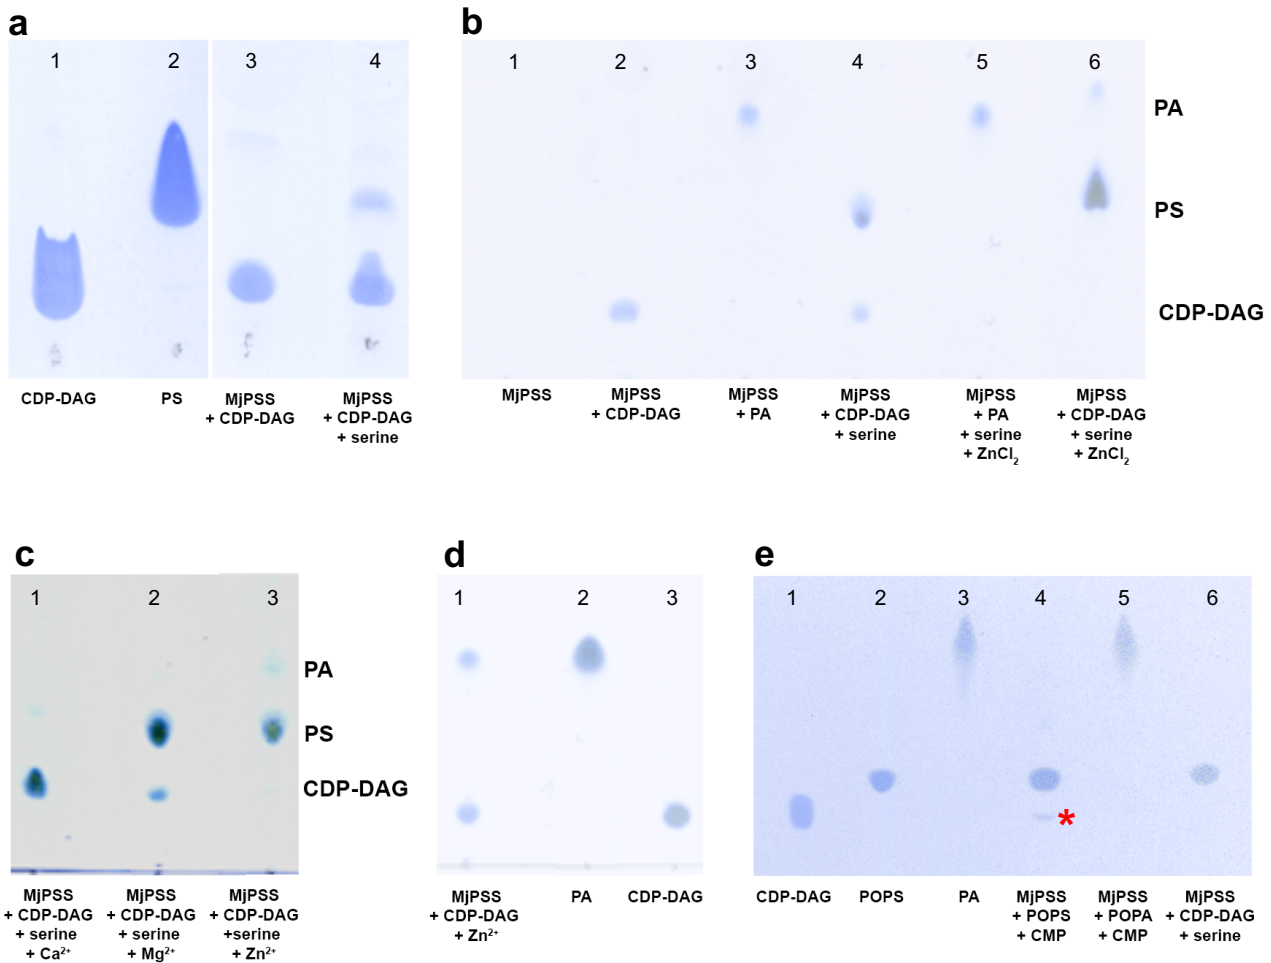 a
1 2 3 4
CDP-DAG
PS
MjPSS
+ CDP-DAG
MjPSS
+ CDP-DAG
+ serine
b
1 2 3 4 5 6
PA
PS
CDP-DAG
MjPSS
MjPSS
+ CDP-DAG
MjPSS
+ PA
MjPSS
+ CDP-DAG
+ serine
MjPSS
+ PA
+ serine
+ ZnCl₂
MjPSS
+ CDP-DAG
+ serine
+ ZnCl₂
c
1 2 3
PA
PS
CDP-DAG
MjPSS
+ CDP-DAG
+ serine
+ Ca²⁺
MjPSS
+ CDP-DAG
+ serine
+ Mg²⁺
MjPSS
+ CDP-DAG
+serine
+ Zn²⁺
d
1 2 3
MjPSS
+ CDP-DAG
+ Zn²⁺
PA
CDP-DAG
e
1 2 3 4 5 6
*
CDP-DAG
POPS
PA
MjPSS
+ POPS
+ CMP
MjPSS
+ POPA
+ CMP
MjPSS
+ CDP-DAG
+ serine